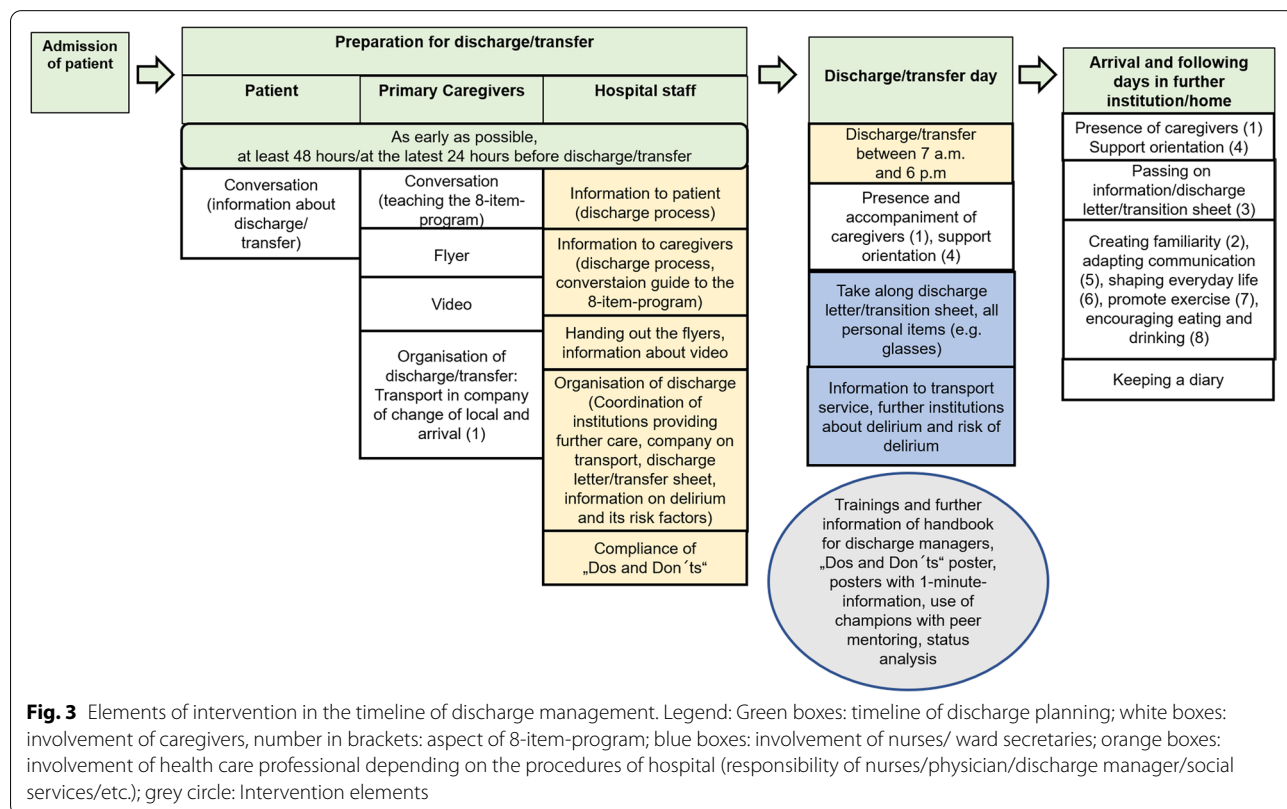 Admission
of patient
Preparation for discharge/transfer
Patient
Primary Caregivers
Hospital staff
As early as possible,
at least 48 hours/at the latest 24 hours before discharge/transfer
Conversation
(information about
discharge/
transfer)
Conversation
(teaching the 8-item-
program)
Flyer
Video
Organisation of
discharge/transfer:
Transport in company
of change of local and
arrival (1)
Information to patient
(discharge process)
Information to caregivers
(discharge process,
converstaion guide to the
8-item-program)
Handing out the flyers,
information about video
Organisation of discharge
(Coordination of
institutions providing
further care, company on
transport, discharge
letter/transfer sheet,
information on delirium
and its risk factors)
Compliance of
„Dos and Don´ts“
Discharge/transfer day
Discharge/transfer
between 7 a.m.
and 6 p.m
Presence and
accompaniment of
caregivers (1), support
orientation (4)
Take along discharge
letter/transition sheet, all
personal items (e.g.
glasses)
Information to transport
service, further institutions
about delirium and risk of
delirium
Trainings and further
information of handbook
for discharge managers,
„Dos and Don´ts“ poster,
posters with 1-minute-
information, use of
champions with peer
mentoring, status
analysis
Arrival and following
days in further
institution/home
Presence of caregivers (1)
Support orientation (4)
Passing on
information/discharge
letter/transition sheet (3)
Creating familiarity (2),
adapting communication
(5), shaping everyday life
(6), promote exercise (7),
encouraging eating and
drinking (8)
Keeping a diary
Fig. 3 Elements of intervention in the timeline of discharge management. Legend: Green boxes: timeline of discharge planning; white boxes:
involvement of caregivers, number in brackets: aspect of 8-item-program; blue boxes: involvement of nurses/ ward secretaries; orange boxes:
involvement of health care professional depending on the procedures of hospital (responsibility of nurses/physician/discharge manager/social
services/etc.); grey circle: Intervention elements